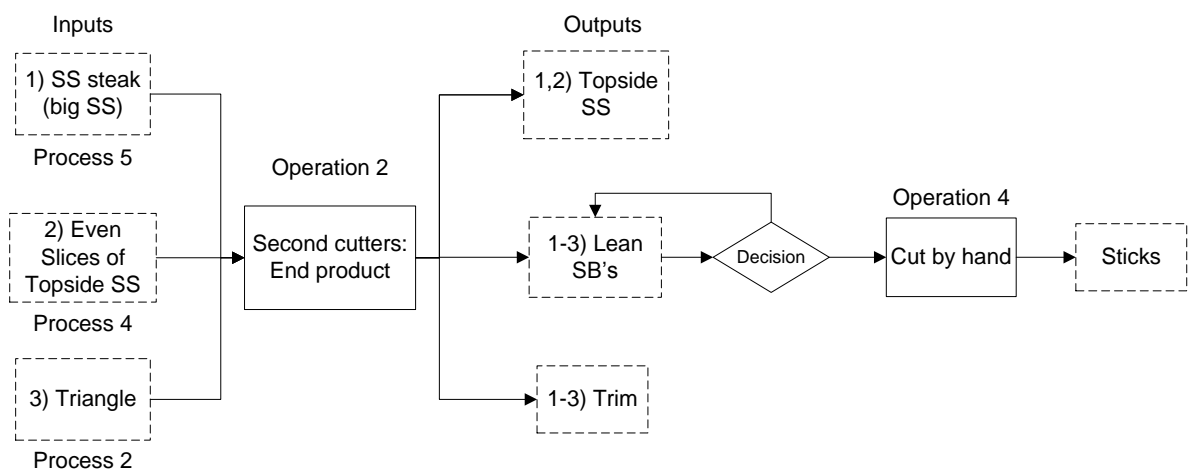 Inputs
Outputs
1) SS steak
(big SS)
Process 5
1,2) Topside
SS
Operation 2
2) Even
Slices of
Topside SS
Process 4
Second cutters:
End product
1-3) Lean
SB's
Decision
Operation 4
Cut by hand
Sticks
3) Triangle
Process 2
1-3) Trim